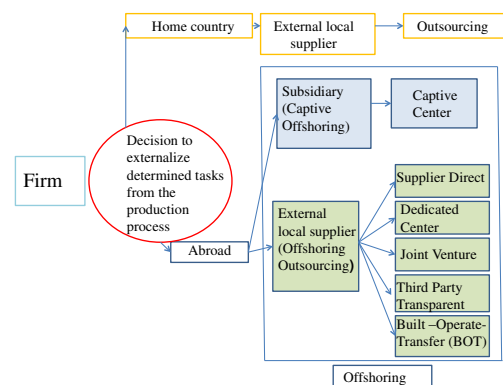 Home country
External local
supplier
Outsourcing
Firm
Decision to
externalize
determined tasks
from the
production
process
Abroad
Subsidiary
(Captive
Offshoring)
Captive
Center
External
local supplier
(Offshoring
Outsourcing)
Supplier Direct
Dedicated
Center
Joint Venture
Third Party
Transparent
Built –Operate-
Transfer (BOT)
Offshoring